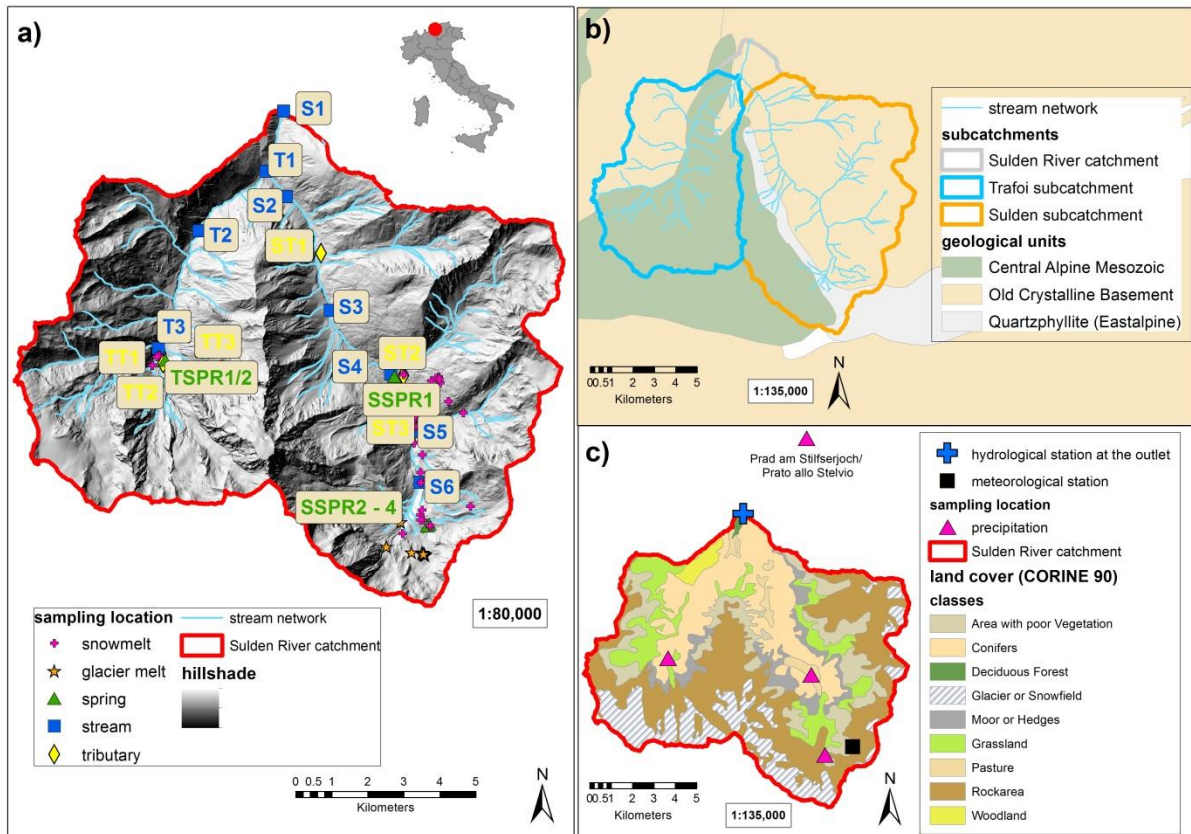 a)
S1
T1
S2
T2
ST1
S3
T3
TT3
TT1
S4
ST2
TSPR1/2
TT2
SSPR1
ST3
S5
S6
SSPR2 - 4
sampling location
snowmelt
glacier melt
spring
stream
tributary
stream network
Sulden River catchment
hillshade
1:80,000
0 0.5 1 2 3 4 5
Kilometers
N
b)
stream network
subcatchments
Sulden River catchment
Trafoi subcatchment
Sulden subcatchment
geological units
Central Alpine Mesozoic
Old Crystalline Basement
Quartzphyllite (Eastalpine)
00.51 2 3 4 5
Kilometers
1:135,000
N
c)
Prad am Stilfserjoch/
Prato allo Stelvio
hydrological station at the outlet
meteorological station
sampling location
precipitation
Sulden River catchment
land cover (CORINE 90)
classes
Area with poor Vegetation
Conifers
Deciduous Forest
Glacier or Snowfield
Moor or Hedges
Grassland
Pasture
Rockarea
Woodland
00.51 2 3 4 5
Kilometers
1:135,000
N